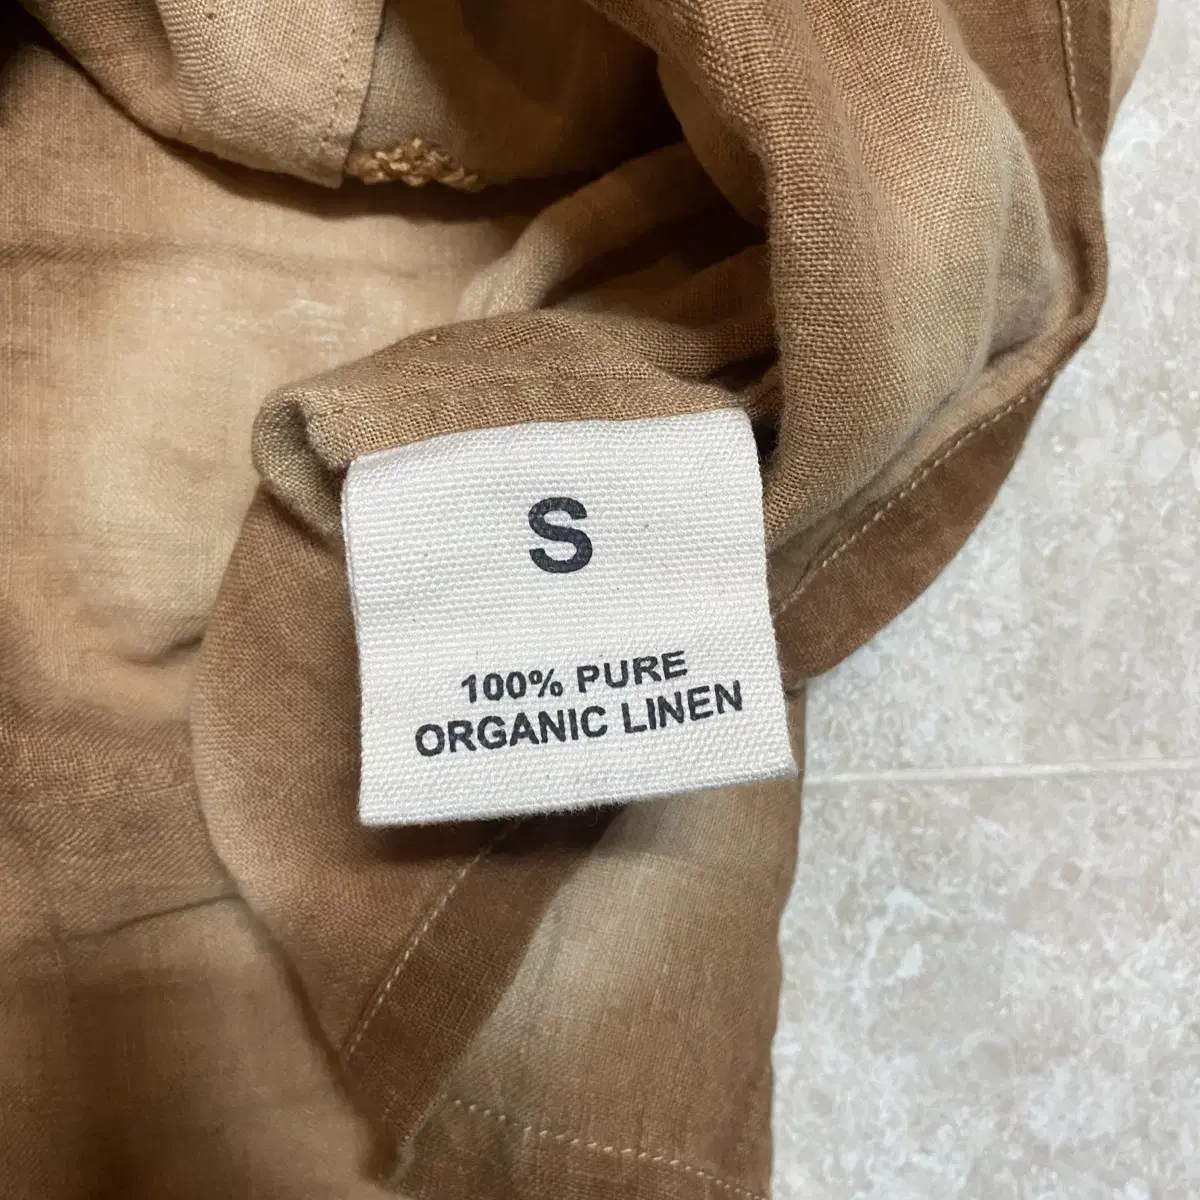 S
100% PURE
ORGANIC LINEN